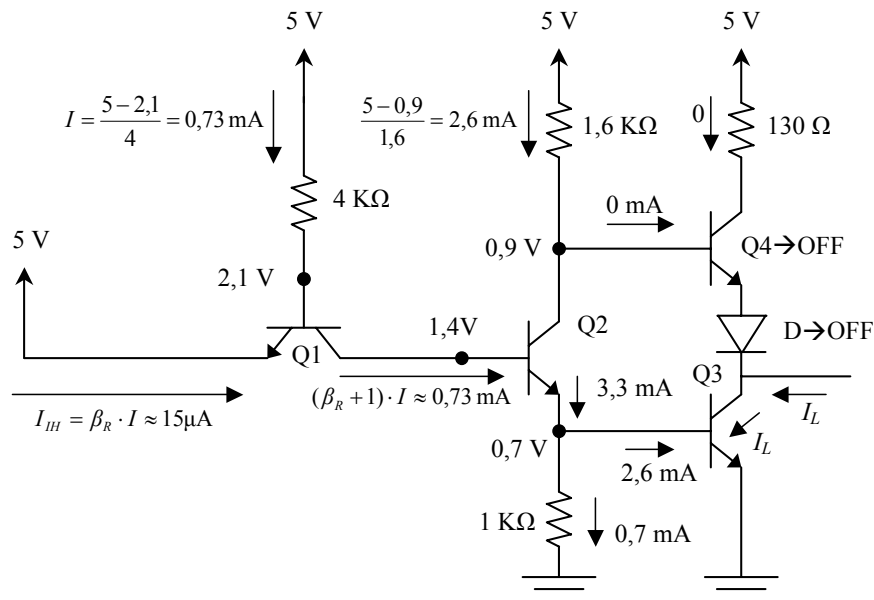 5 V
5 V
5 V
I = (5 − 2,1)/4 = 0,73 mA
(5 − 0,9)/1,6 = 2,6 mA
1,6 KΩ
0
130 Ω
4 KΩ
0 mA
5 V
0,9 V
Q4→OFF
2,1 V
1,4V
Q2
D→OFF
Q1
Q3
I_IH = β_R · I ≈ 15µA
(β_R + 1) · I ≈ 0,73 mA
3,3 mA
I_L
I_L
0,7 V
2,6 mA
1 KΩ
0,7 mA